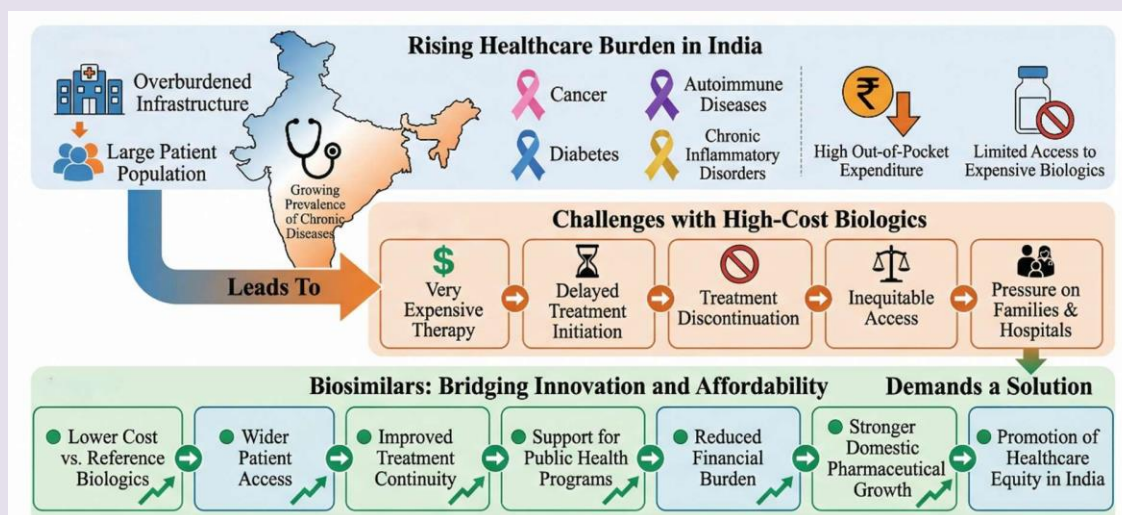 Rising Healthcare Burden in India
Overburdened
Infrastructure
Large Patient
Population
Growing
Prevalence
of Chronic
Diseases
Cancer
Diabetes
Autoimmune
Diseases
Chronic
Inflammatory
Disorders
₹
High Out-of-Pocket
Expenditure
Limited Access to
Expensive Biologics
Leads To
Challenges with High-Cost Biologics
$
Very
Expensive
Therapy
Delayed
Treatment
Initiation
Treatment
Discontinuation
Inequitable
Access
Pressure on
Families &
Hospitals
Biosimilars: Bridging Innovation and Affordability
Demands a Solution
Lower Cost
vs. Reference
Biologics
Wider
Patient
Access
Improved
Treatment
Continuity
Support for
Public Health
Programs
Reduced
Financial
Burden
Stronger
Domestic
Pharmaceutical
Growth
Promotion of
Healthcare
Equity in India